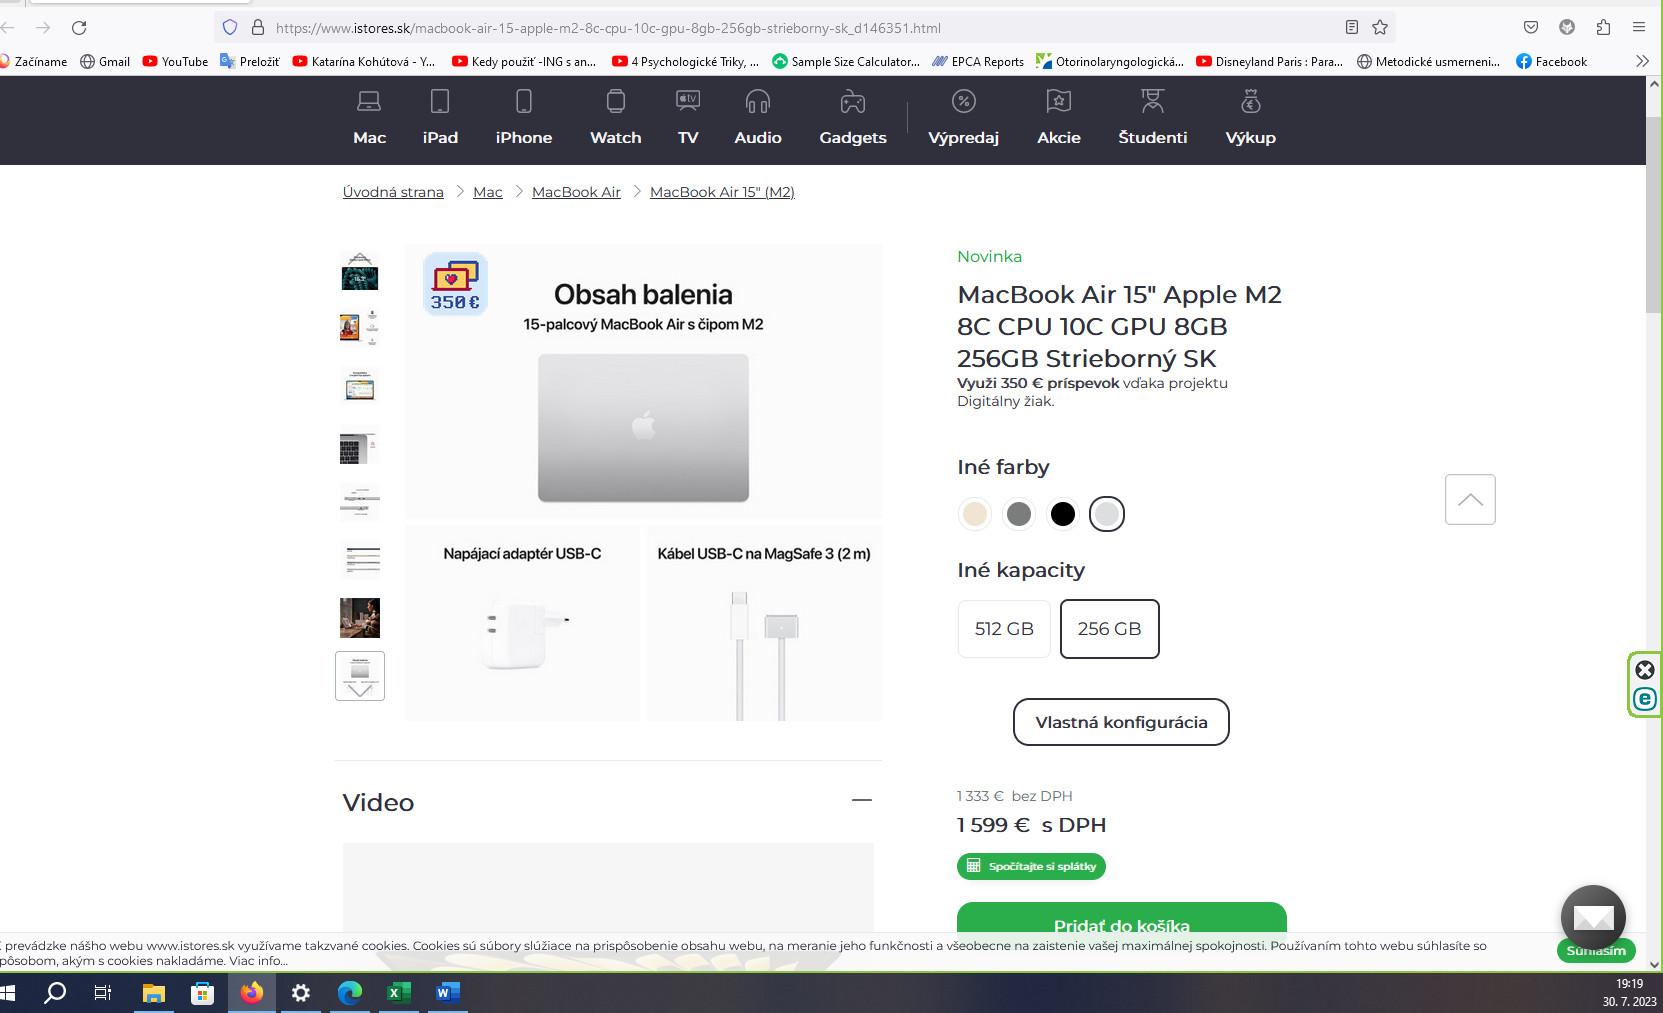 https://www.istores.sk/macbook-air-15-apple-m2-8c-cpu-10c-gpu-8gb-256gb-strieborny-sk_d146351.html
Začíname
Gmail
YouTube
Preložiť
Katarína Kohútová - Y...
Kedy použiť -ING s an...
4 Psychologické Triky, ...
Sample Size Calculator...
EPCA Reports
Otorinolaryngologická...
Disneyland Paris : Para...
Metodické usmerneni...
Facebook
Mac
iPad
iPhone
Watch
TV
Audio
Gadgets
Výpredaj
Akcie
Študenti
Výkup
Úvodná strana
Mac
MacBook Air
MacBook Air 15" (M2)
350 €
Obsah balenia
15-palcový MacBook Air s čipom M2
Napájací adaptér USB-C
Kábel USB-C na MagSafe 3 (2 m)
Video
Novinka
MacBook Air 15" Apple M2
8C CPU 10C GPU 8GB
256GB Strieborný SK
Využi 350 € príspevok vďaka projektu
Digitálny žiak.
Iné farby
Iné kapacity
512 GB
256 GB
Vlastná konfigurácia
1 333 € bez DPH
1 599 € s DPH
Spočítajte si splátky
Pridať do košíka
prevádzke nášho webu www.istores.sk využívame takzvané cookies. Cookies sú súbory slúžiace na prispôsobenie obsahu webu, na meranie jeho funkčnosti a všeobecne na zaistenie vašej maximálnej spokojnosti. Používaním tohto webu súhlasíte so
pôsobom, akým s cookies nakladáme. Viac info...
Súhlasím
19:19
30. 7. 2023